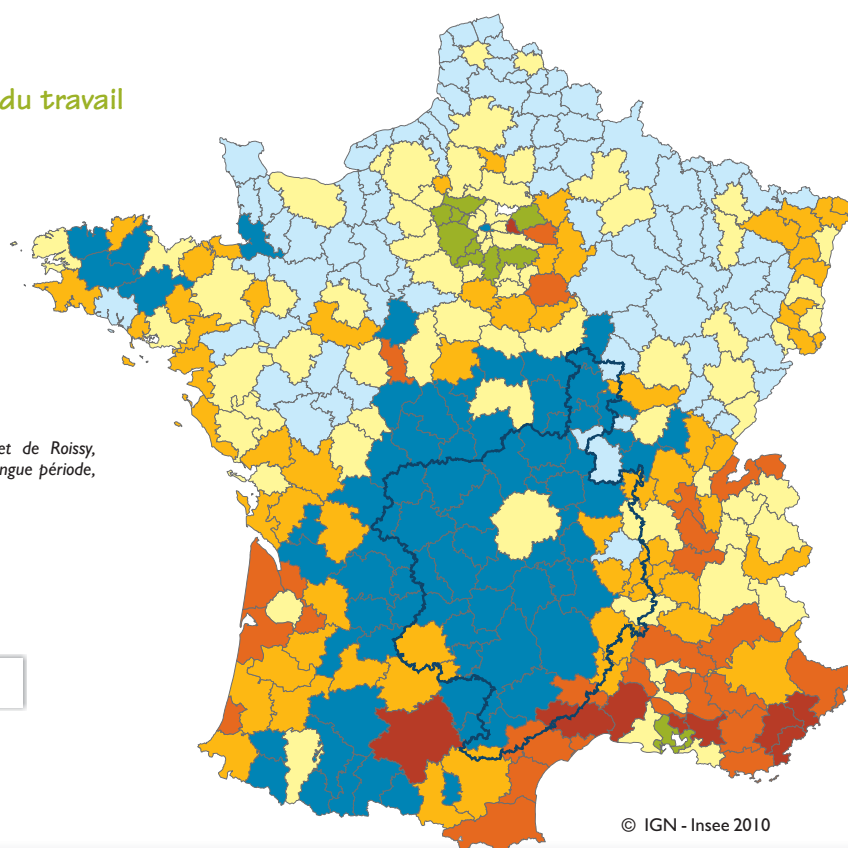 du travail
et de Roissy,
ngue période,
© IGN - Insee 2010